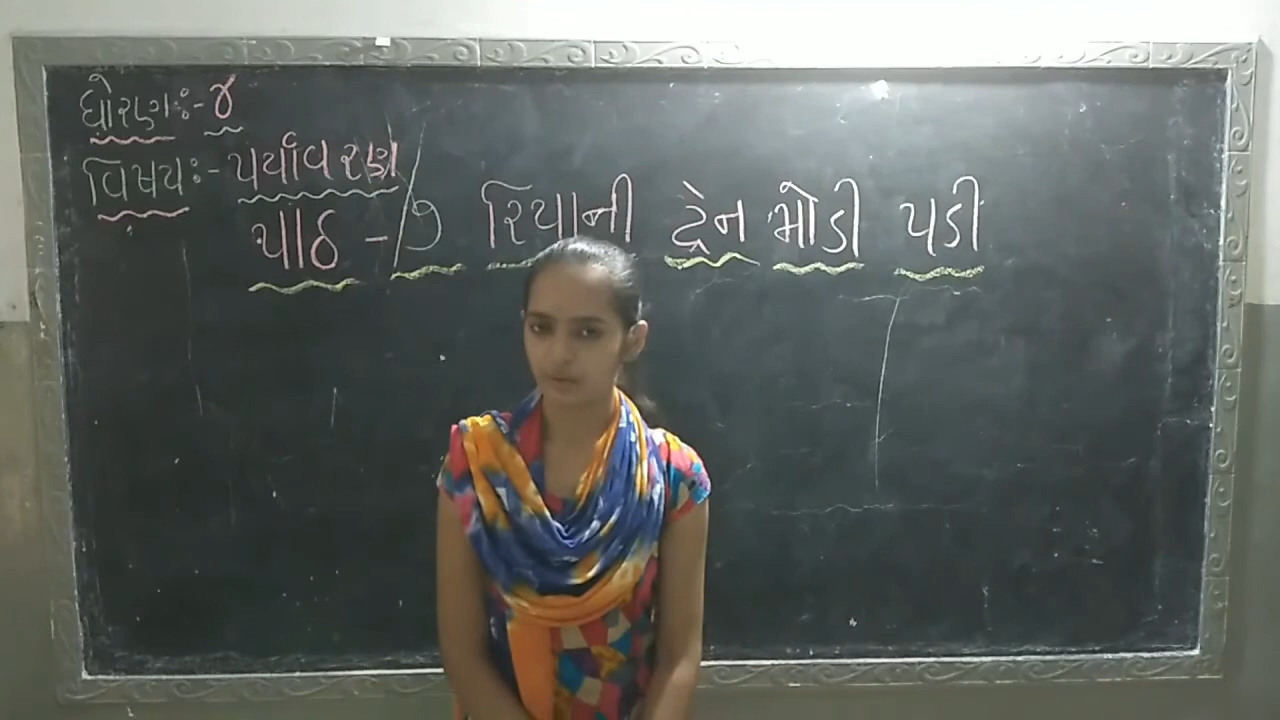 ધોરણઃ- ૪
વિષયઃ- પર્યાવરણ
પાઠ - ૭ રિયાની ટ્રેન મોડી પડી